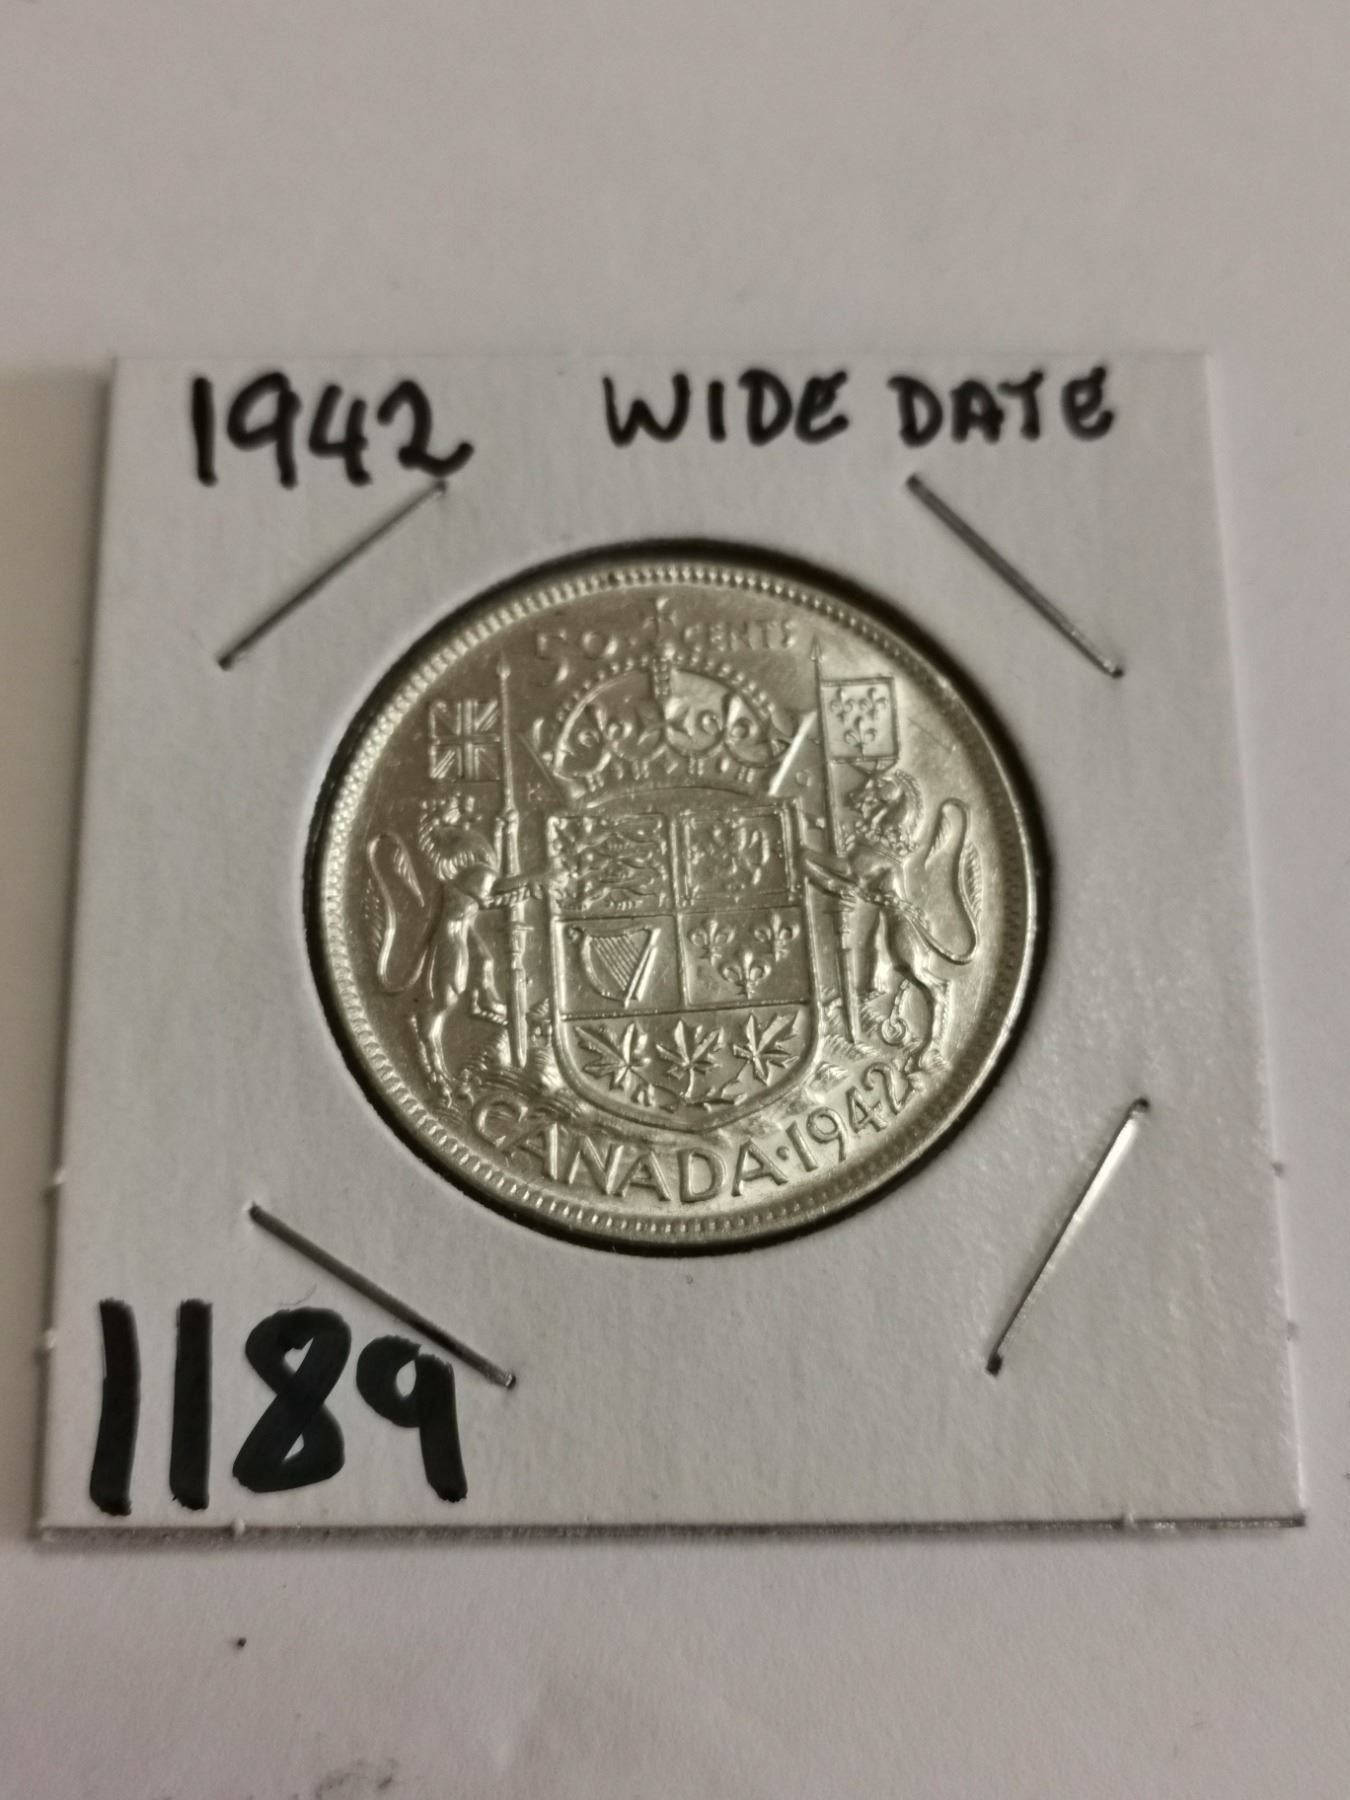 1942 WIDE DATE
50 CENTS
K G
CANADA·1942
1189